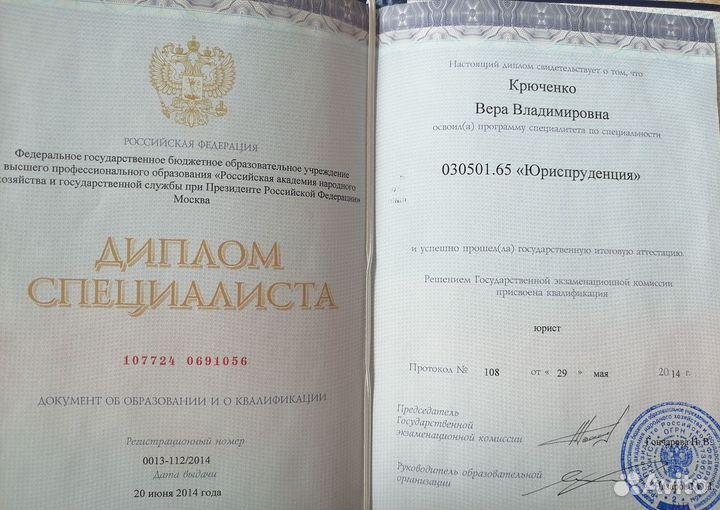 РОССИЙСКАЯ ФЕДЕРАЦИЯ
Федеральное государственное бюджетное образовательное учреждение
высшего профессионального образования «Российская академия народного
хозяйства и государственной службы при Президенте Российской Федерации»
Москва
ДИПЛОМ
СПЕЦИАЛИСТА
107724 0691056
ДОКУМЕНТ ОБ ОБРАЗОВАНИИ И О КВАЛИФИКАЦИИ
Регистрационный номер
0013-112/2014
Дата выдачи
20 июня 2014 года
Настоящий диплом свидетельствует о том, что
Крюченко
Вера Владимировна
освоил(а) программу специалитета по специальности
030501.65 «Юриспруденция»
и успешно прошел(ла) государственную итоговую аттестацию
Решением Государственной экзаменационной комиссии
присвоена квалификация
юрист
Протокол № 108 от « 29 » мая 2014 г.
Председатель
Государственной
экзаменационной комиссии
Гончарова Н.В.
Руководитель образовательной
организации
Avito